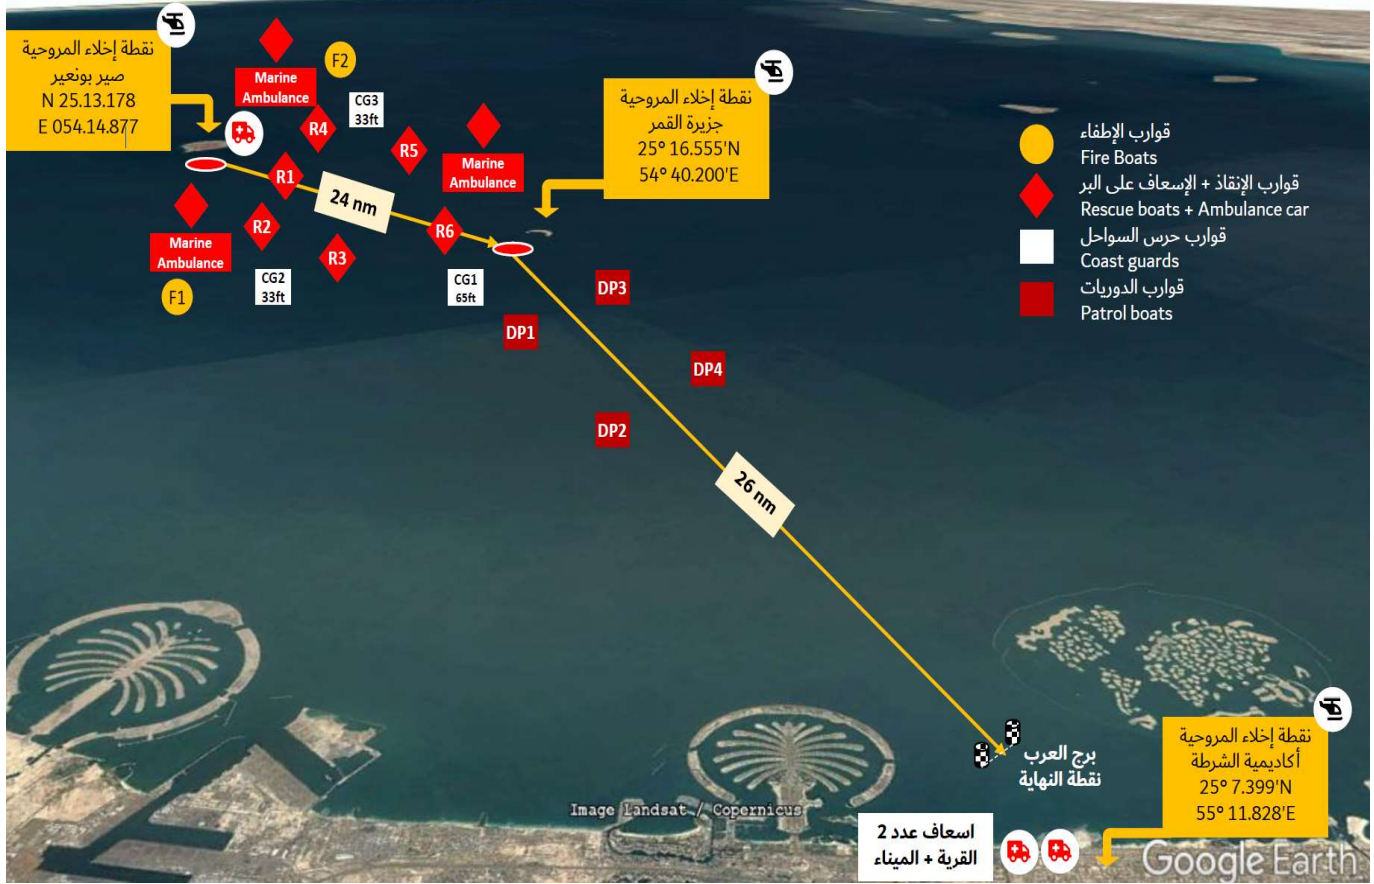 نقطة إخلاء المروحية
صير بونعير
N 25.13.178
E 054.14.877
Marine
Ambulance
F2
CG3
33ft
R4
R5
Marine
Ambulance
R1
24 nm
R2
R3
R6
Marine
Ambulance
F1
CG2
33ft
CG1
65ft
نقطة إخلاء المروحية
جزيرة القمر
25° 16.555'N
54° 40.200'E
قوارب الإطفاء
Fire Boats
قوارب الإنقاذ + الإسعاف على البر
Rescue boats + Ambulance car
قوارب حرس السواحل
Coast guards
قوارب الدوريات
Patrol boats
DP3
DP1
DP4
DP2
26 nm
برج العرب
نقطة النهاية
نقطة إخلاء المروحية
أكاديمية الشرطة
25° 7.399'N
55° 11.828'E
اسعاف عدد 2
القرية + الميناء
Image Landsat / Copernicus
Google Earth